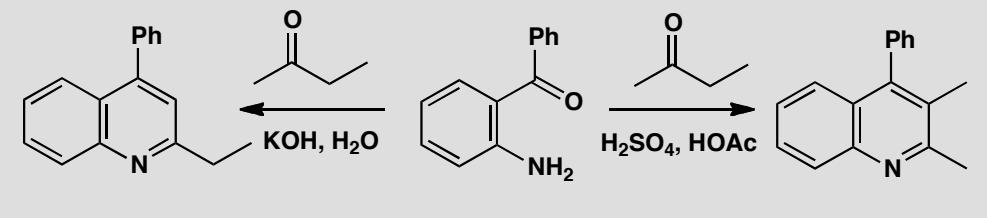 Ph
N
O
KOH, H2O
Ph
O
NH2
O
H2SO4, HOAc
Ph
N